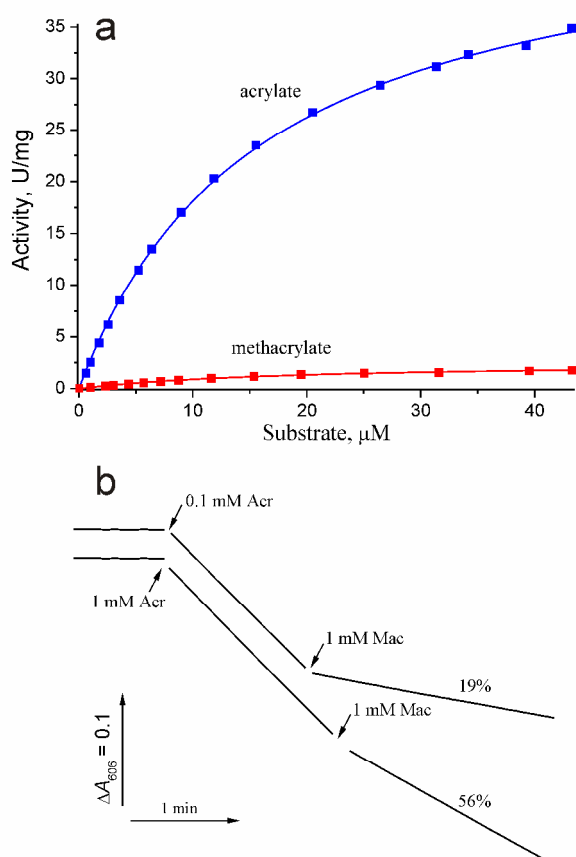 a
35
30
25
20
15
10
5
0
Activity, U/mg
acrylate
methacrylate
0 10 20 30 40
Substrate, μM
b
0.1 mM Acr
1 mM Acr
1 mM Mac
19%
1 mM Mac
56%
ΔA₆₀₆ = 0.1
1 min